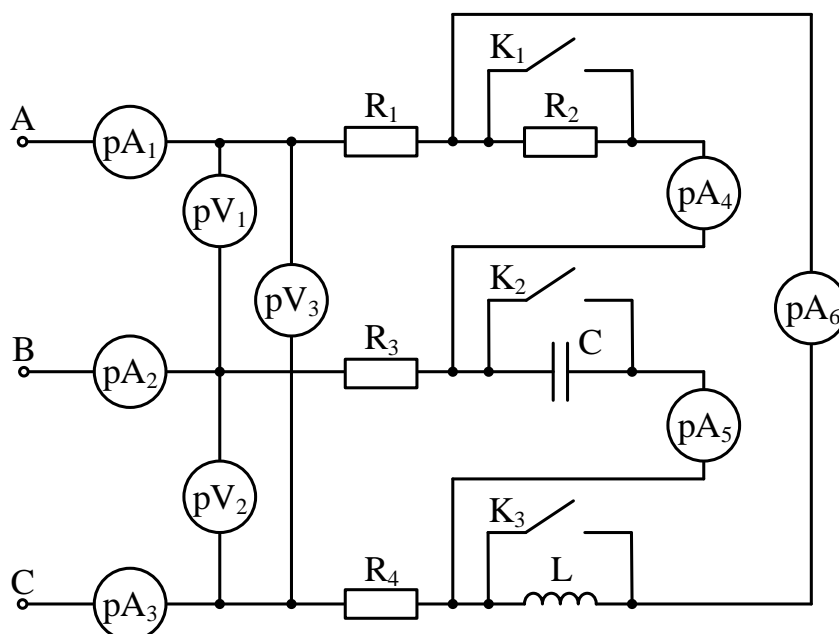 K₁
A
R₁
R₂
pA₁
pA₄
pV₁
K₂
pV₃
pA₆
B
R₃
C
pA₂
pA₅
pV₂
K₃
C
R₄
L
pA₃